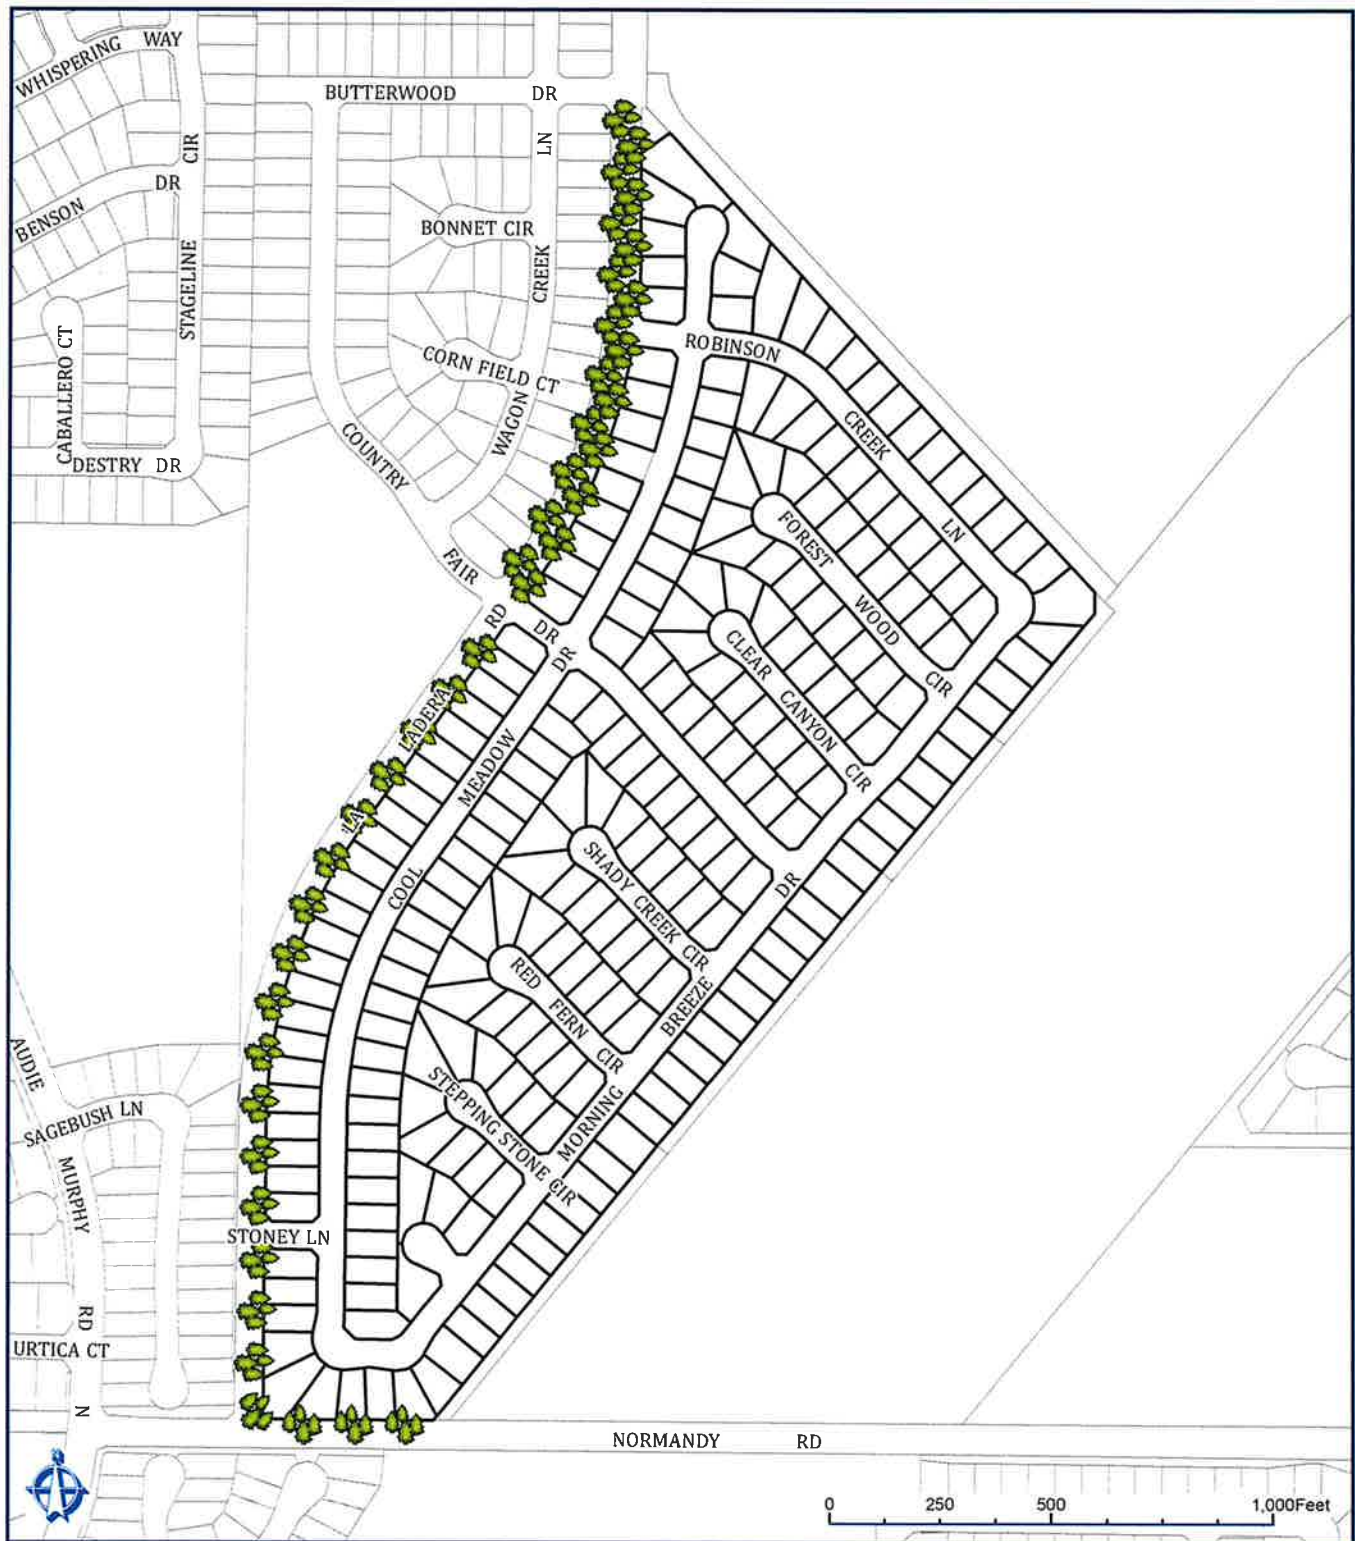 WHISPERING WAY
BUTTERWOOD DR
CIR
LN
DR
BENSON
BONNET CIR
STAGELINE
CREEK
CABALLERO CT
ROBINSON
CORN FIELD CT
WAGON
CREEK
COUNTRY
DESTRY DR
LN
FOREST
WOOD
CIR
FAIR
RD
DR
DR
CLEAR CANYON CIR
LADERA
LA
MEADOW
COOL
SHADY CREEK CIR
DR
RED FERN CIR
BREEZE
AUDIE
STEPPING STONE CIR
MORNING
SAGEBUSH LN
MURPHY
STONEY LN
RD
URTICA CT
N
NORMANDY RD
0 250 500 1,000Feet